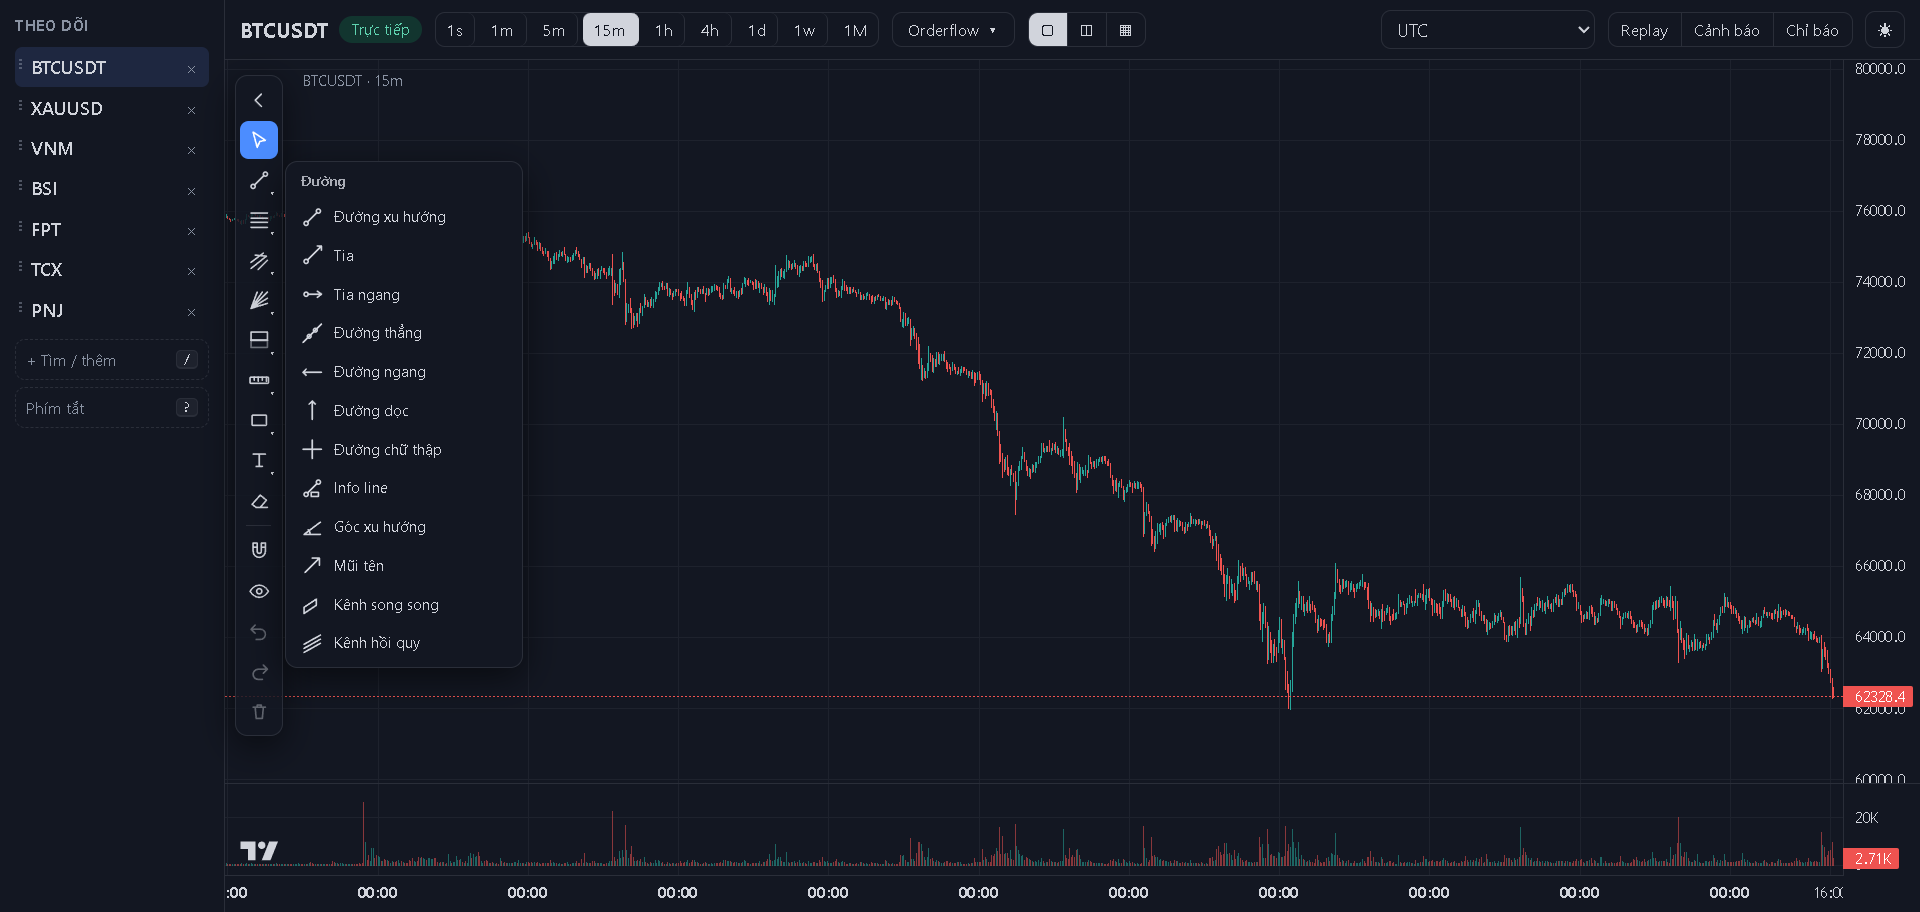 THEO DÕI
BTCUSDT
XAUUSD
VNM
BSI
FPT
TCX
PNJ
+ Tìm / thêm /
Phím tắt ?
BTCUSDT Trực tiếp 1s 1m 5m 15m 1h 4h 1d 1w 1M Orderflow UTC Replay Cảnh báo Chỉ báo
BTCUSDT · 15m
Đường
Đường xu hướng
Tia
Tia ngang
Đường thẳng
Đường ngang
Đường dọc
Đường chữ thập
Info line
Góc xu hướng
Mũi tên
Kênh song song
Kênh hồi quy
80000.0
78000.0
76000.0
74000.0
72000.0
70000.0
68000.0
66000.0
64000.0
62328.4
62000.0
60000.0
20K
2.71K
:00 00:00 00:00 00:00 00:00 00:00 00:00 00:00 00:00 00:00 00:00 16:00